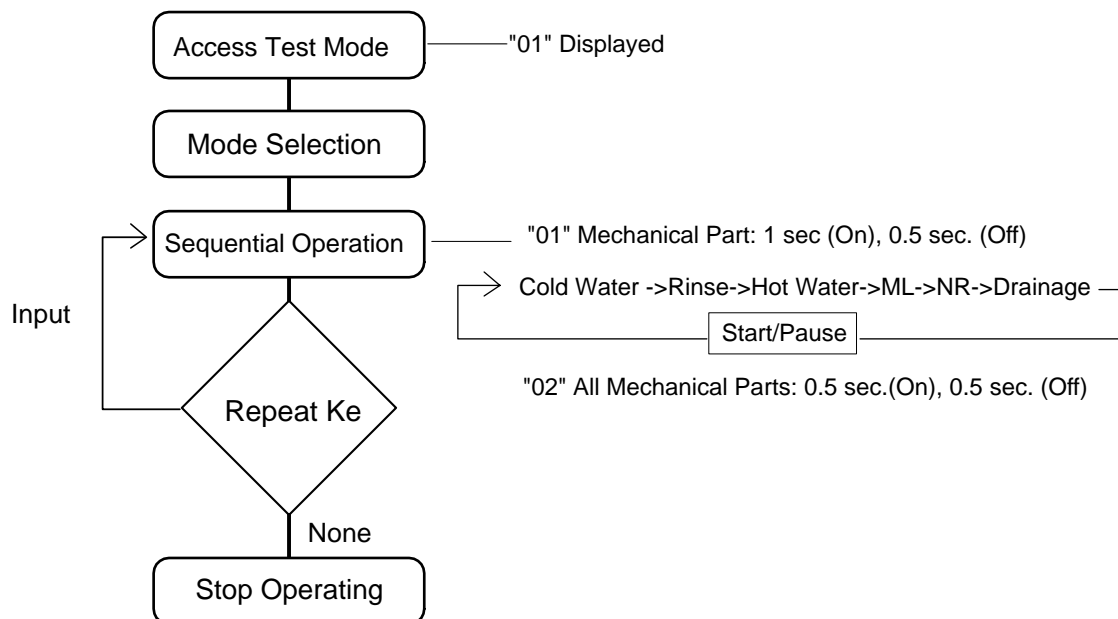 Access Test Mode
"01" Displayed
Mode Selection
Sequential Operation
"01" Mechanical Part: 1 sec (On), 0.5 sec. (Off)
Cold Water ->Rinse->Hot Water->ML->NR->Drainage
Input
Start/Pause
"02" All Mechanical Parts: 0.5 sec.(On), 0.5 sec. (Off)
Repeat Ke
None
Stop Operating